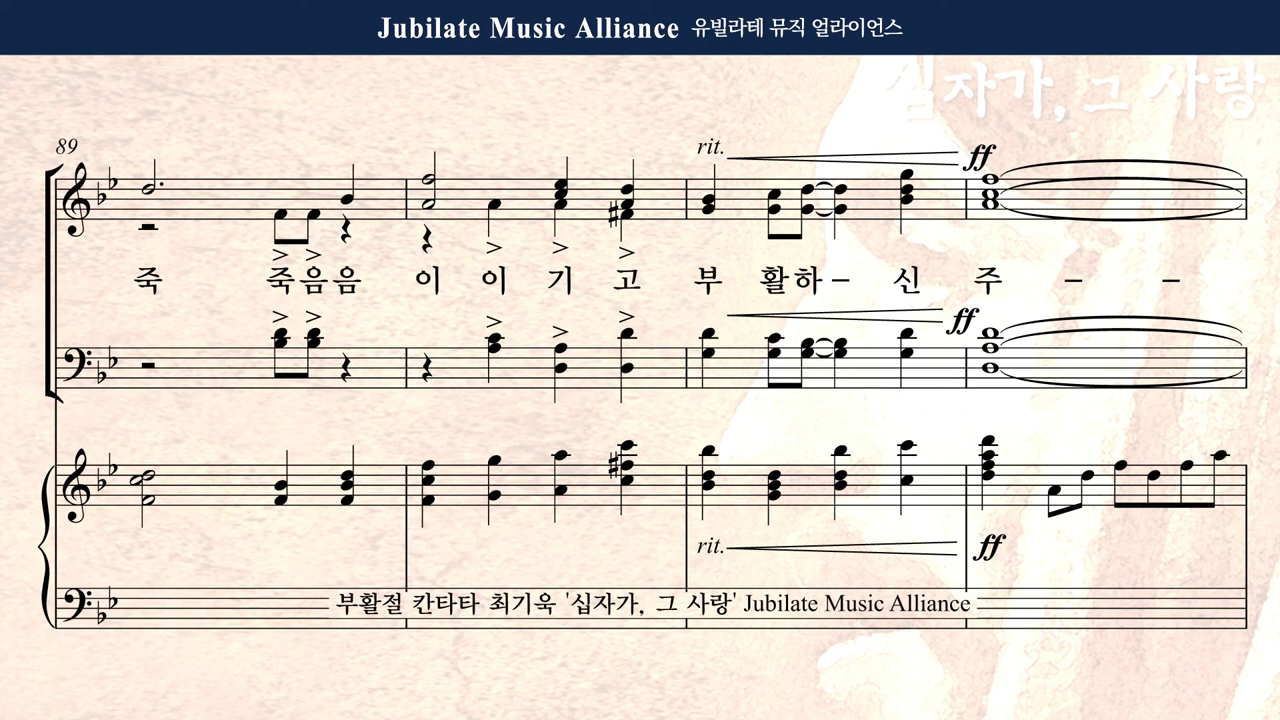 Jubilate Music Alliance 유빌라테 뮤직 얼라이언스
십자가, 그 사랑
89
rit.
ff
죽 죽음음 이 이 기 고 부 활하 – 신 주 – –
ff
rit.
ff
부활절 칸타타 최기욱 '십자가, 그 사랑' Jubilate Music Alliance